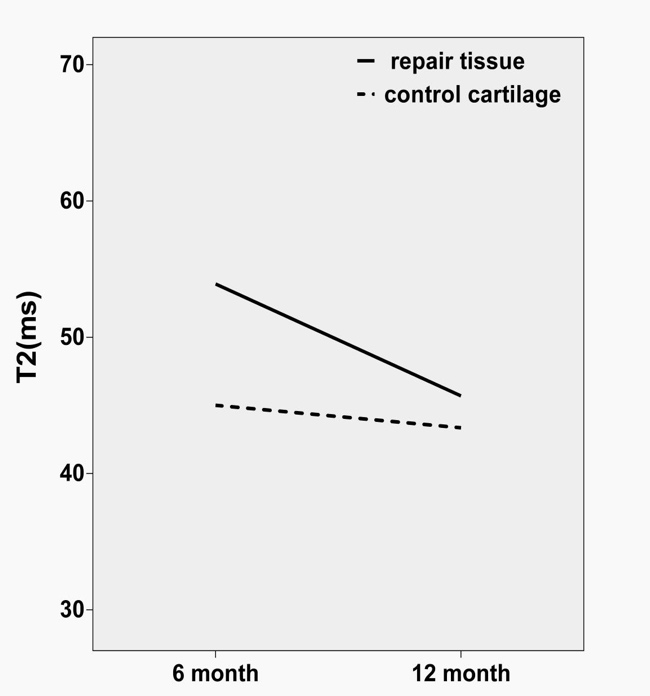 repair tissue
control cartilage
70
60
50
40
30
T2(ms)
6 month
12 month